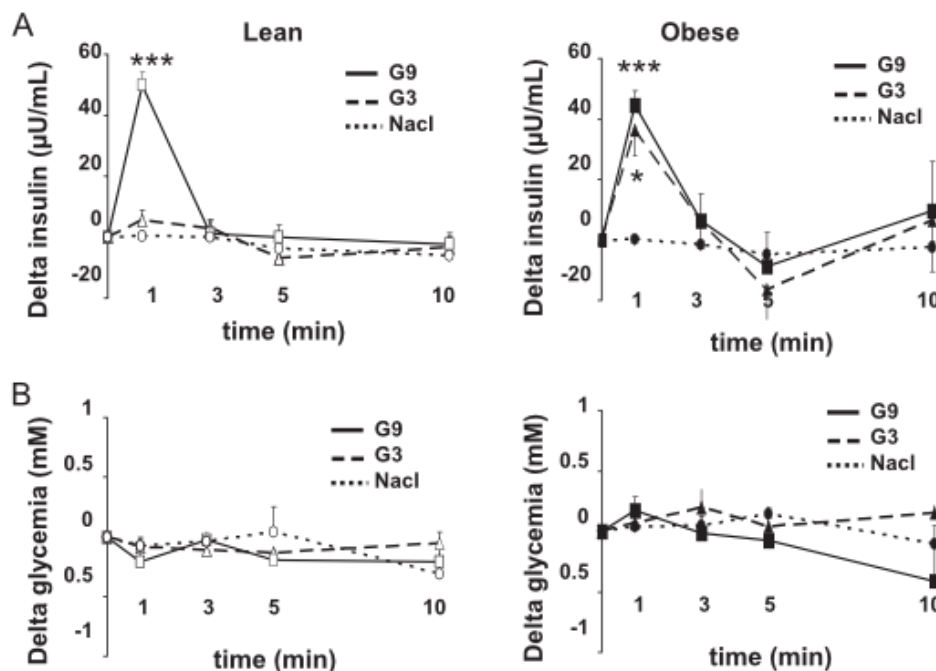 A
Lean
Delta insulin (µU/mL)
60
40
20
0
-20
***
G9
G3
Nacl
1 3 5 10
time (min)
Obese
Delta insulin (µU/mL)
60
40
20
0
-20
***
*
G9
G3
Nacl
1 3 5 10
time (min)
B
Delta glycemia (mM)
1
0.5
0
0.5
-1
G9
G3
Nacl
1 3 5 10
time (min)
Delta glycemia (mM)
1
0.5
0
0.5
-1
G9
G3
Nacl
1 3 5 10
time (min)